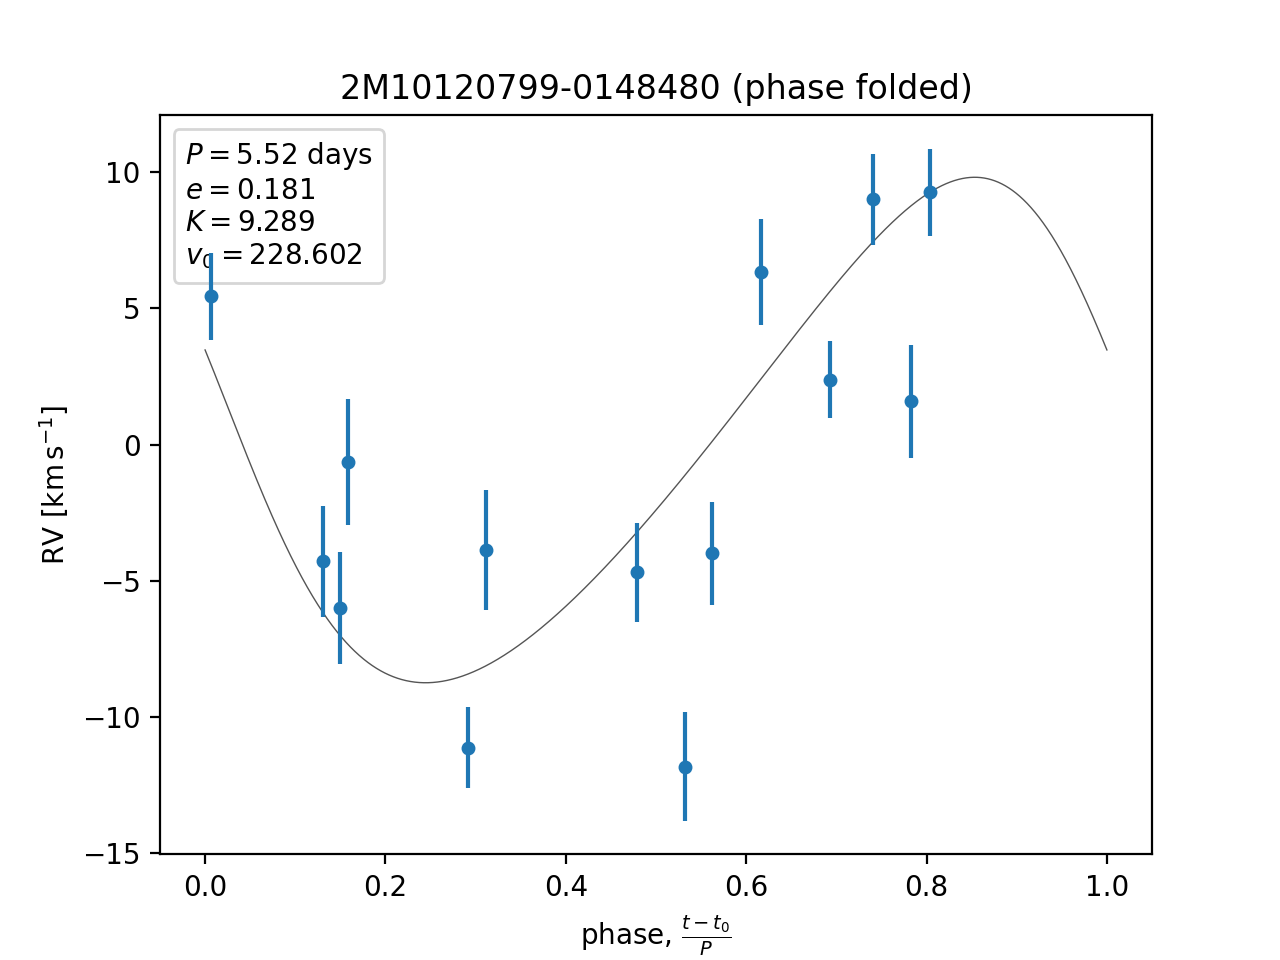 2M10120799-0148480 (phase folded)
P = 5.52 days
e = 0.181
K = 9.289
v₀ = 228.602
10
5
0
−5
−10
−15
RV [km s⁻¹]
0.0 0.2 0.4 0.6 0.8 1.0
phase, (t − t₀)/P